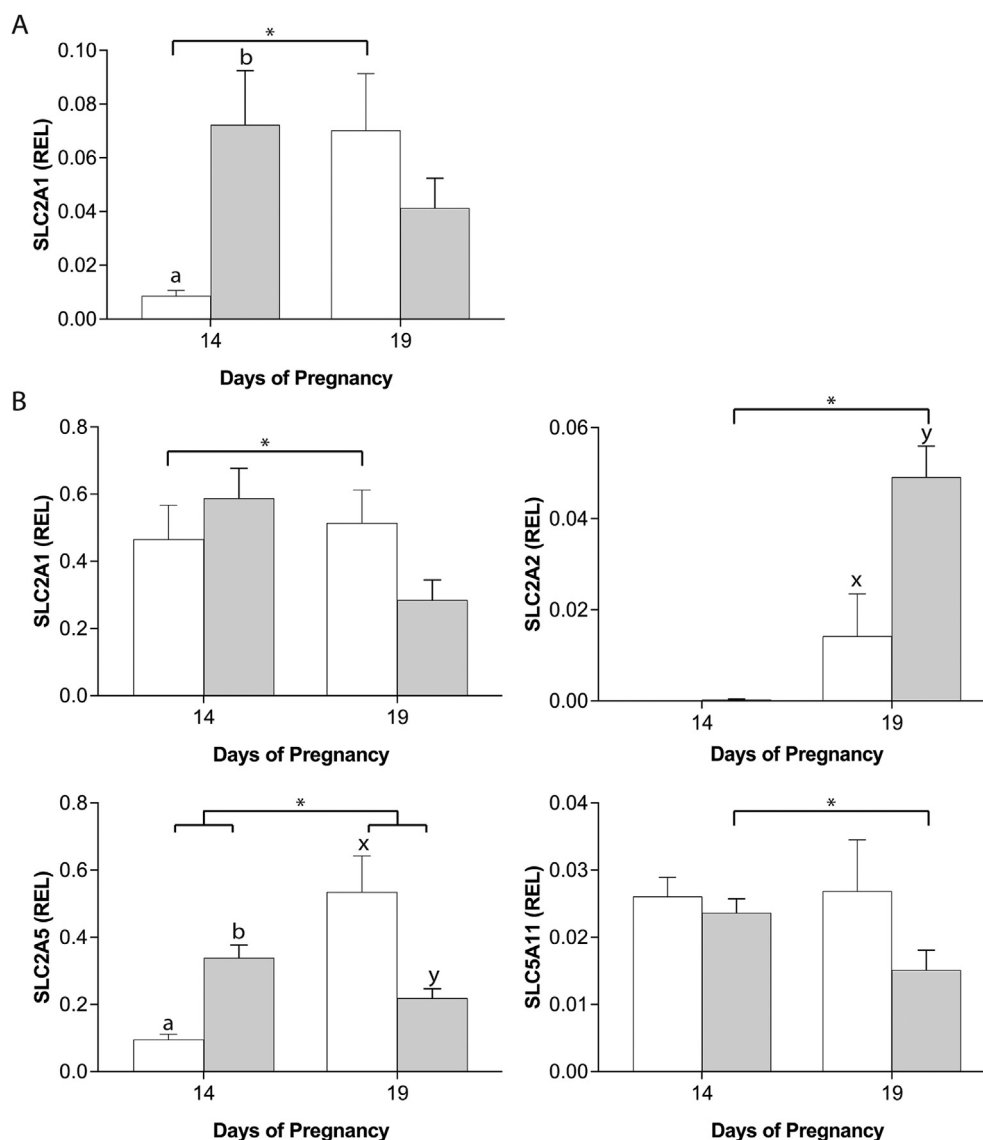 A
*
b
a
0.10
0.08
0.06
0.04
0.02
0.00
SLC2A1 (REL)
14
19
Days of Pregnancy
B
*
0.8
0.6
0.4
0.2
0.0
SLC2A1 (REL)
14
19
Days of Pregnancy
*
y
x
0.06
0.04
0.02
0.00
SLC2A2 (REL)
14
19
Days of Pregnancy
*
x
b
y
a
0.8
0.6
0.4
0.2
0.0
SLC2A5 (REL)
14
19
Days of Pregnancy
*
0.04
0.03
0.02
0.01
0.00
SLC5A11 (REL)
14
19
Days of Pregnancy